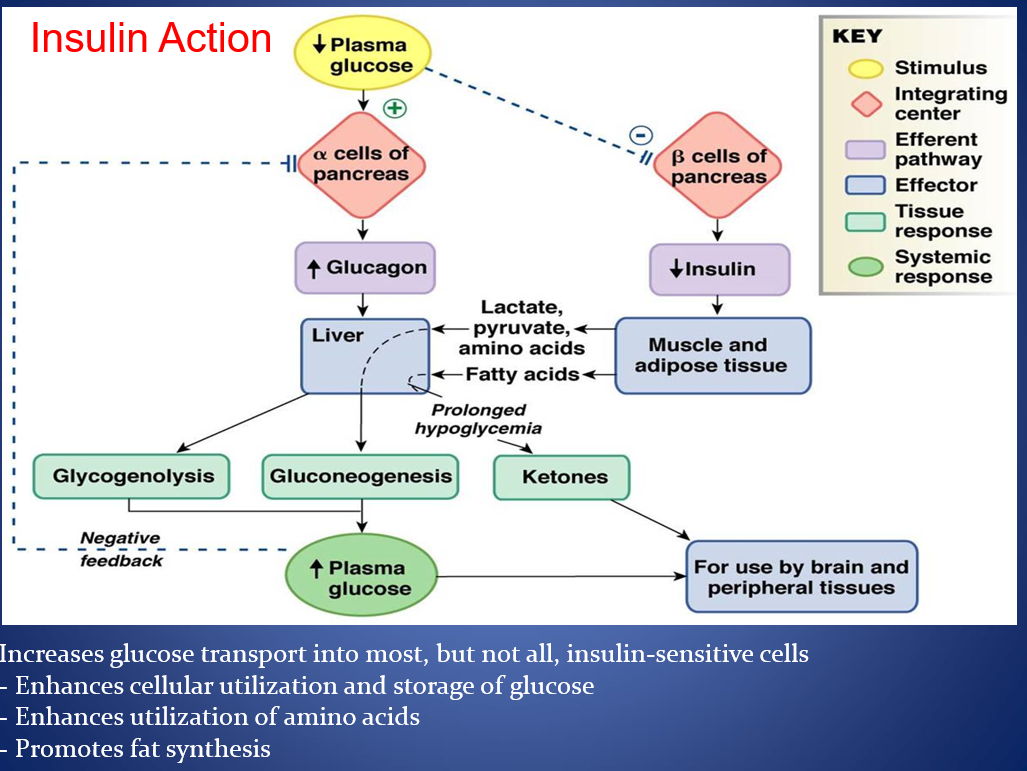 Insulin Action
↓ Plasma
glucose
+
α cells of
pancreas
−
β cells of
pancreas
↑ Glucagon
↓Insulin
Liver
Lactate,
pyruvate,
amino acids
Fatty acids
Muscle and
adipose tissue
Prolonged
hypoglycemia
Glycogenolysis
Gluconeogenesis
Ketones
Negative
feedback
↑ Plasma
glucose
For use by brain and
peripheral tissues
KEY
Stimulus
Integrating
center
Efferent
pathway
Effector
Tissue
response
Systemic
response
Increases glucose transport into most, but not all, insulin-sensitive cells
- Enhances cellular utilization and storage of glucose
- Enhances utilization of amino acids
- Promotes fat synthesis